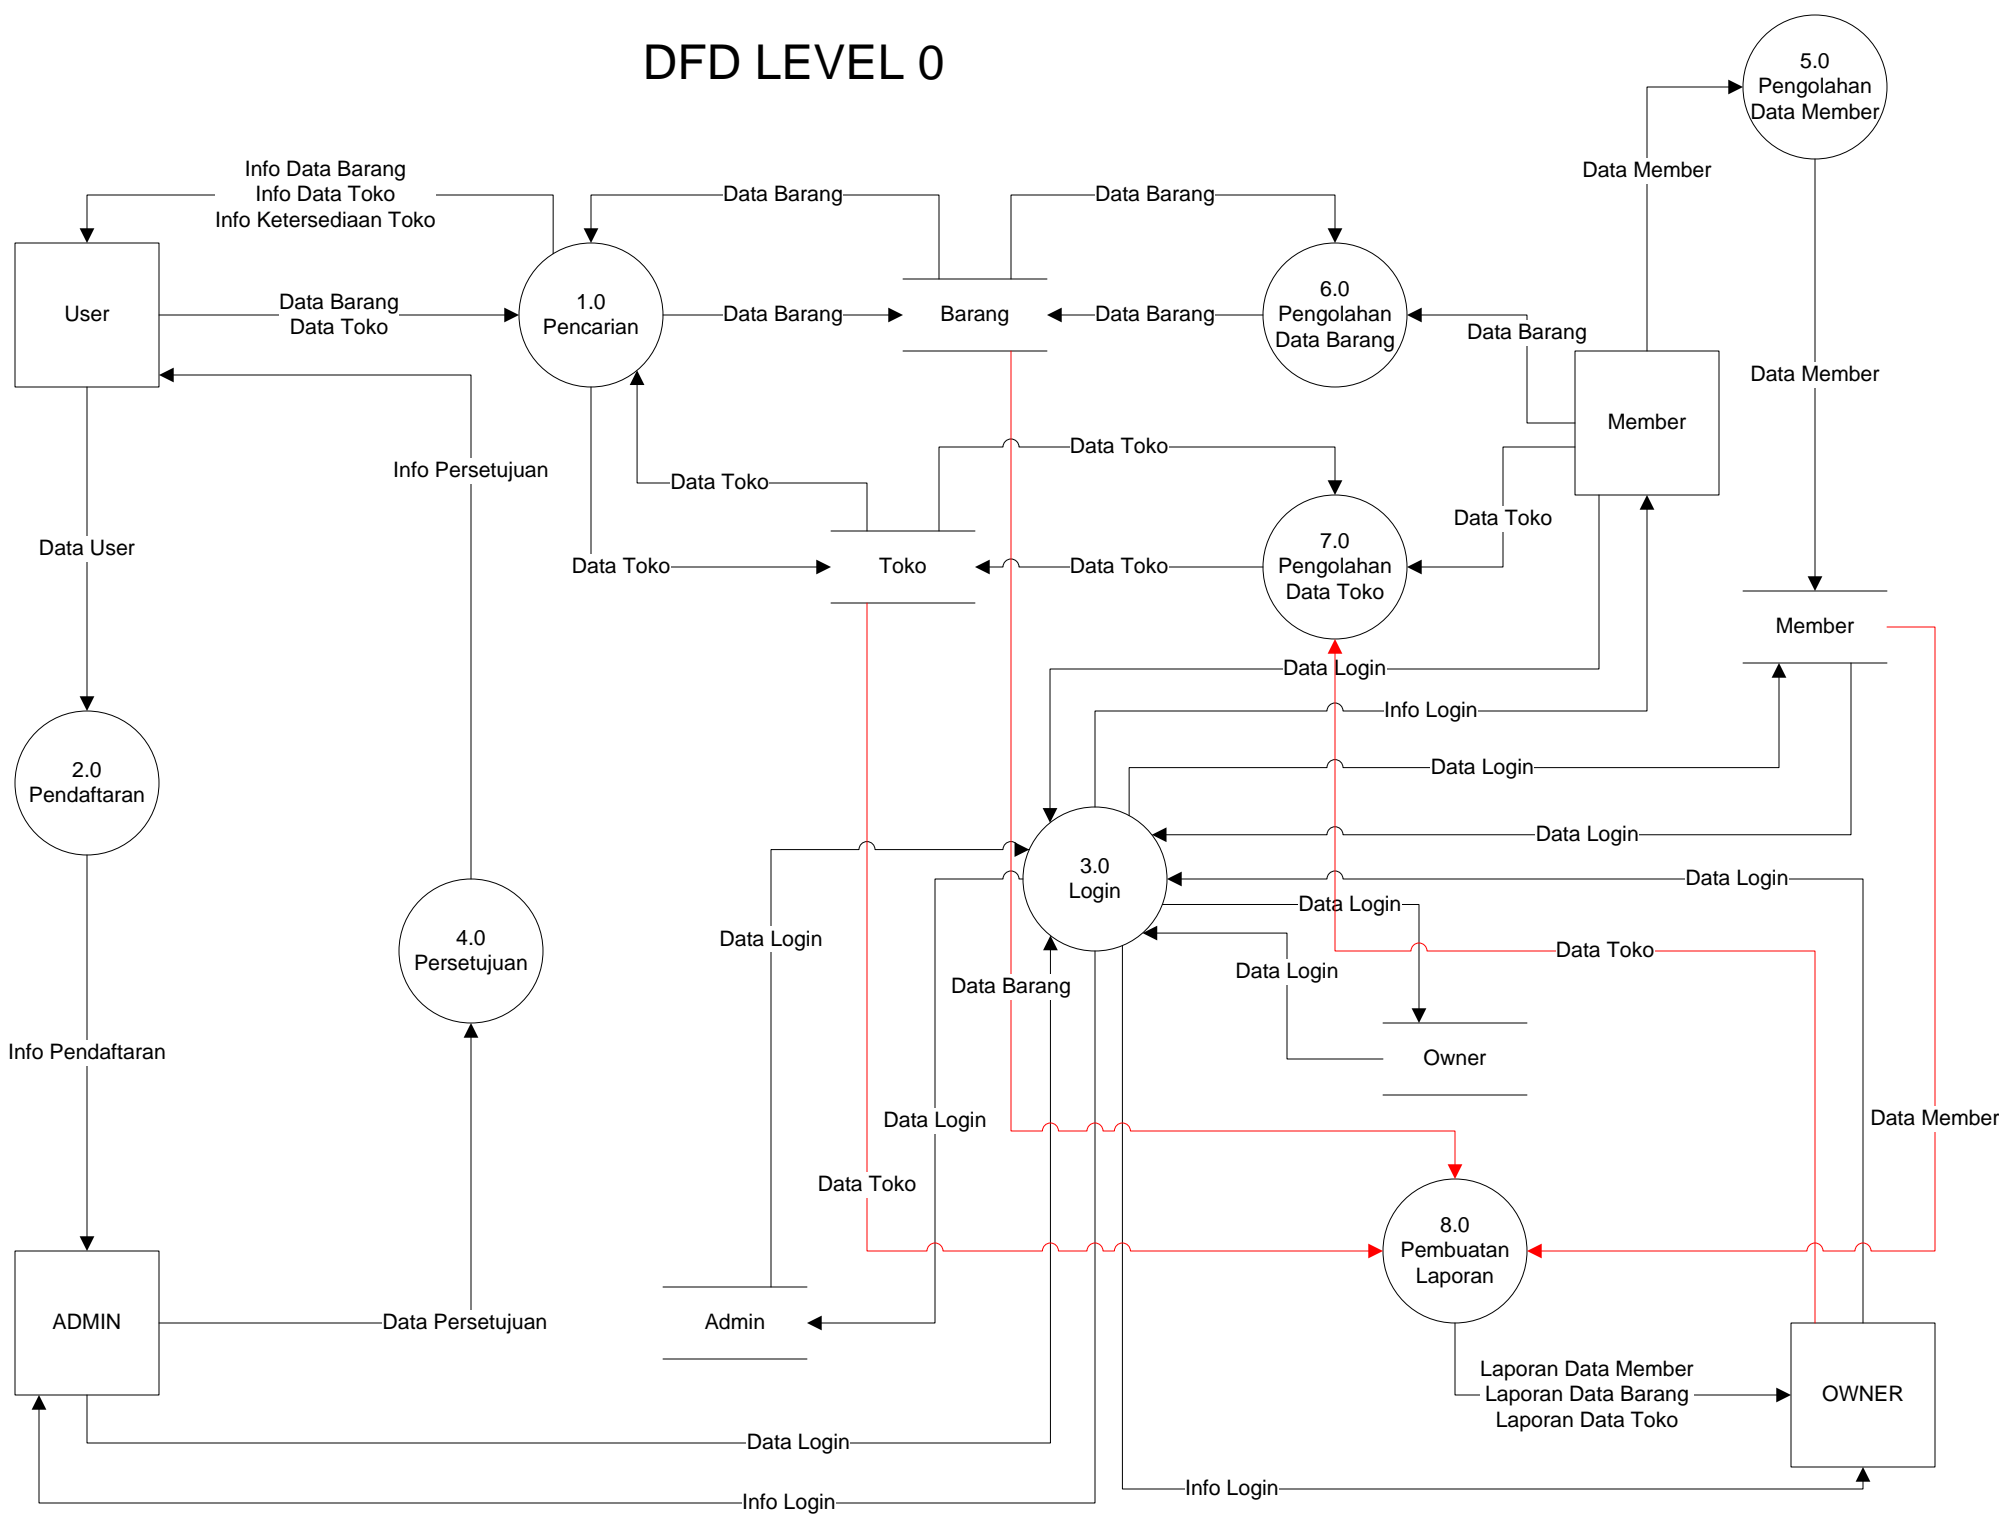 DFD LEVEL 0
5.0
Pengolahan
Data Member
Info Data Barang
Info Data Toko
Info Ketersediaan Toko
Data Barang
Data Barang
Data Member
User
Data Barang
Data Toko
1.0
Pencarian
Data Barang
Barang
Data Barang
6.0
Pengolahan
Data Barang
Data Barang
Data Member
Member
Info Persetujuan
Data Toko
Data Toko
Data Toko
Data User
Data Toko
Toko
Data Toko
7.0
Pengolahan
Data Toko
Member
Data Login
Info Login
2.0
Pendaftaran
Data Login
Data Login
3.0
Login
Data Login
Data Login
4.0
Persetujuan
Data Login
Data Toko
Data Login
Data Barang
Info Pendaftaran
Owner
Data Login
Data Member
Data Toko
8.0
Pembuatan
Laporan
ADMIN
Data Persetujuan
Admin
Laporan Data Member
Laporan Data Barang
Laporan Data Toko
OWNER
Data Login
Info Login
Info Login